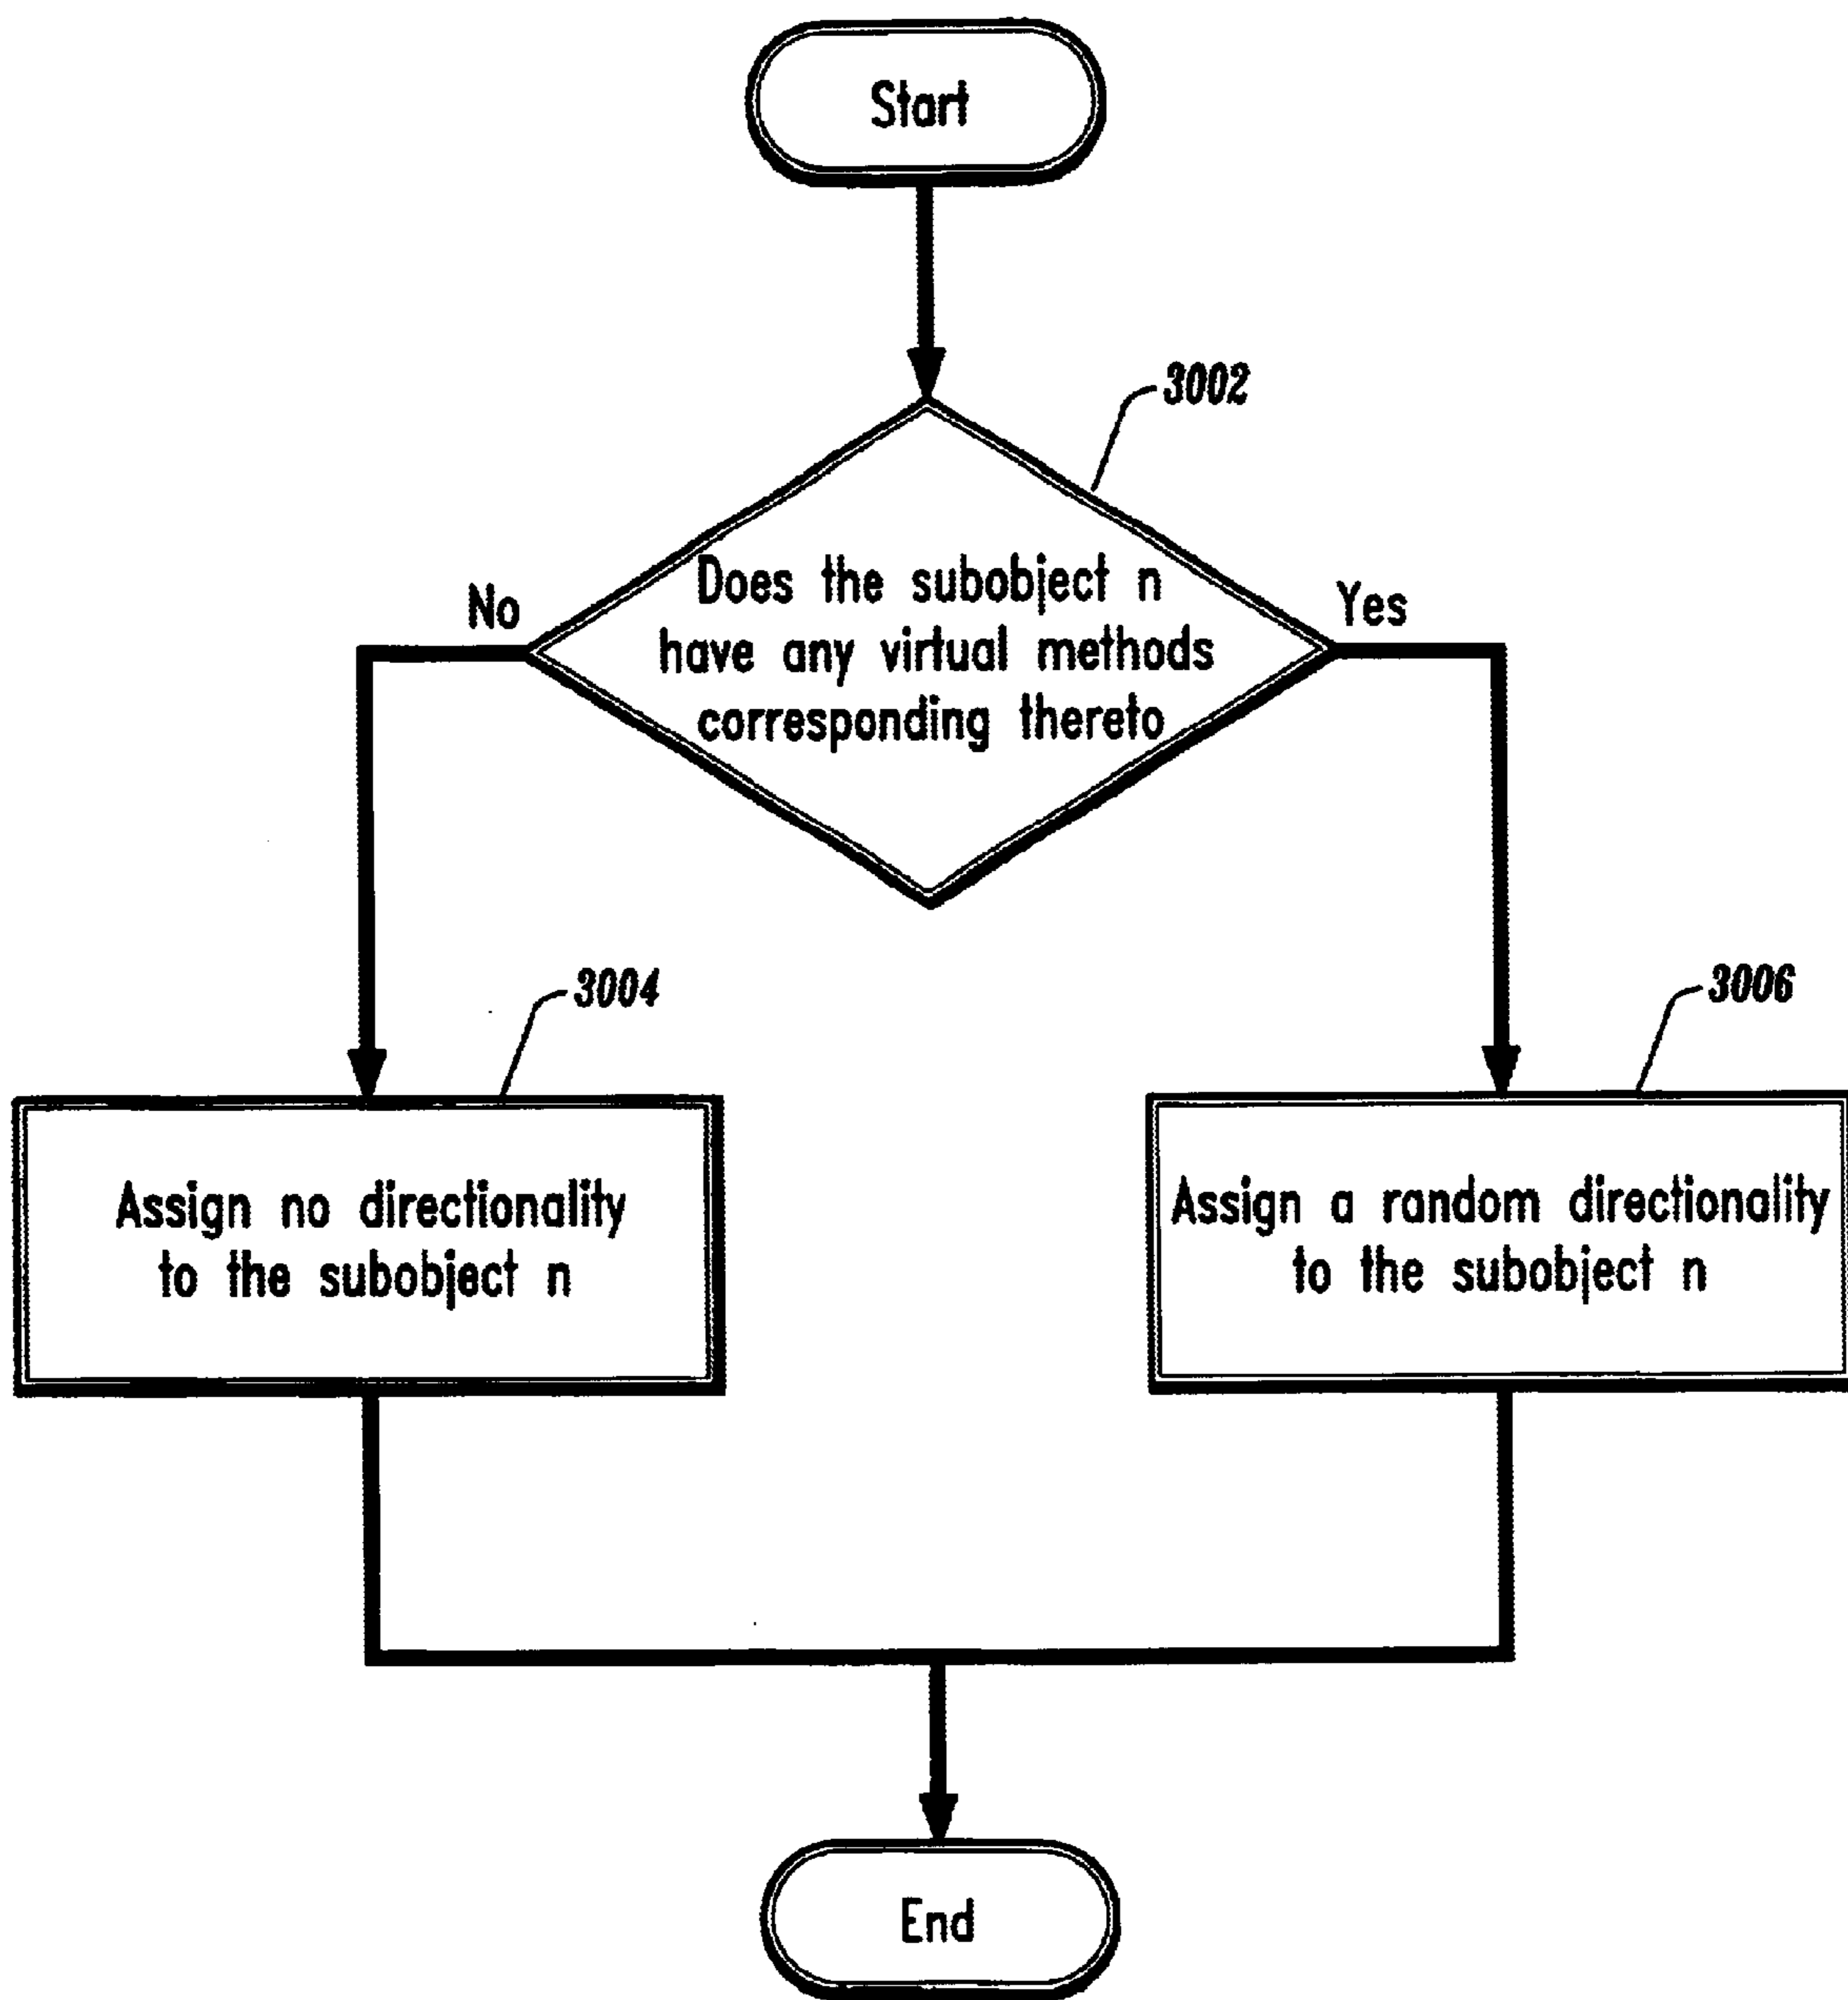 Start
3002
Does the subobject n
have any virtual methods
corresponding thereto
No
Yes
3004
3006
Assign no directionality
to the subobject n
Assign a random directionality
to the subobject n
End